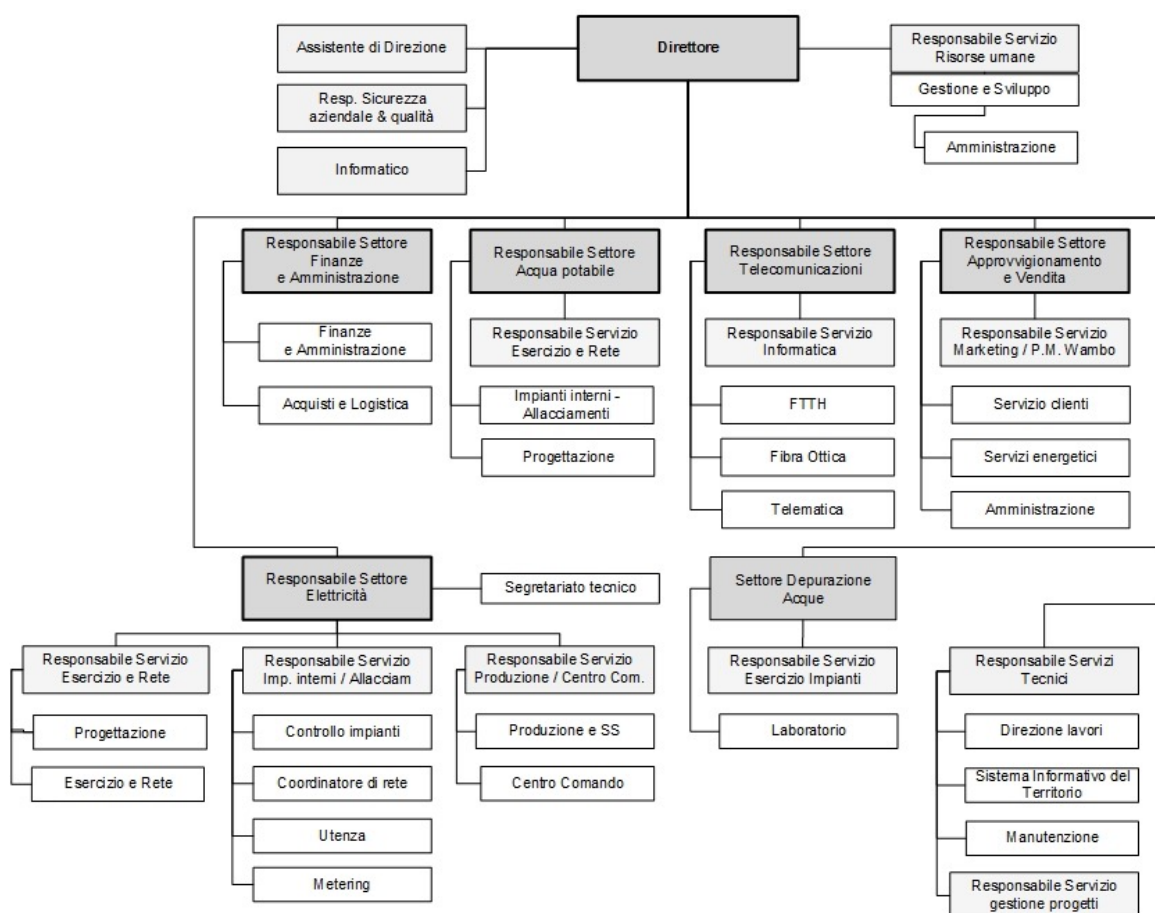 Assistente di Direzione
Direttore
Responsabile Servizio
Risorse umane
Gestione e Sviluppo
Resp. Sicurezza
aziendale & qualità
Amministrazione
Informatico
Responsabile Settore
Finanze
e Amministrazione
Responsabile Settore
Acqua potabile
Responsabile Settore
Telecomunicazioni
Responsabile Settore
Approvvigionamento
e Vendita
Finanze
e Amministrazione
Responsabile Servizio
Esercizio e Rete
Responsabile Servizio
Informatica
Responsabile Servizio
Marketing / P.M. Wambo
Acquisti e Logistica
Impianti interni -
Allacciamenti
FTTH
Servizio clienti
Progettazione
Fibra Ottica
Servizi energetici
Telematica
Amministrazione
Responsabile Settore
Elettricità
Segretariato tecnico
Settore Depurazione
Acque
Responsabile Servizio
Esercizio e Rete
Responsabile Servizio
Imp. interni / Allacciam
Responsabile Servizio
Produzione / Centro Com.
Responsabile Servizio
Esercizio Impianti
Responsabile Servizi
Tecnici
Progettazione
Controllo impianti
Produzione e SS
Laboratorio
Direzione lavori
Esercizio e Rete
Coordinatore di rete
Centro Comando
Sistema Informativo del
Territorio
Utenza
Manutenzione
Metering
Responsabile Servizio
gestione progetti